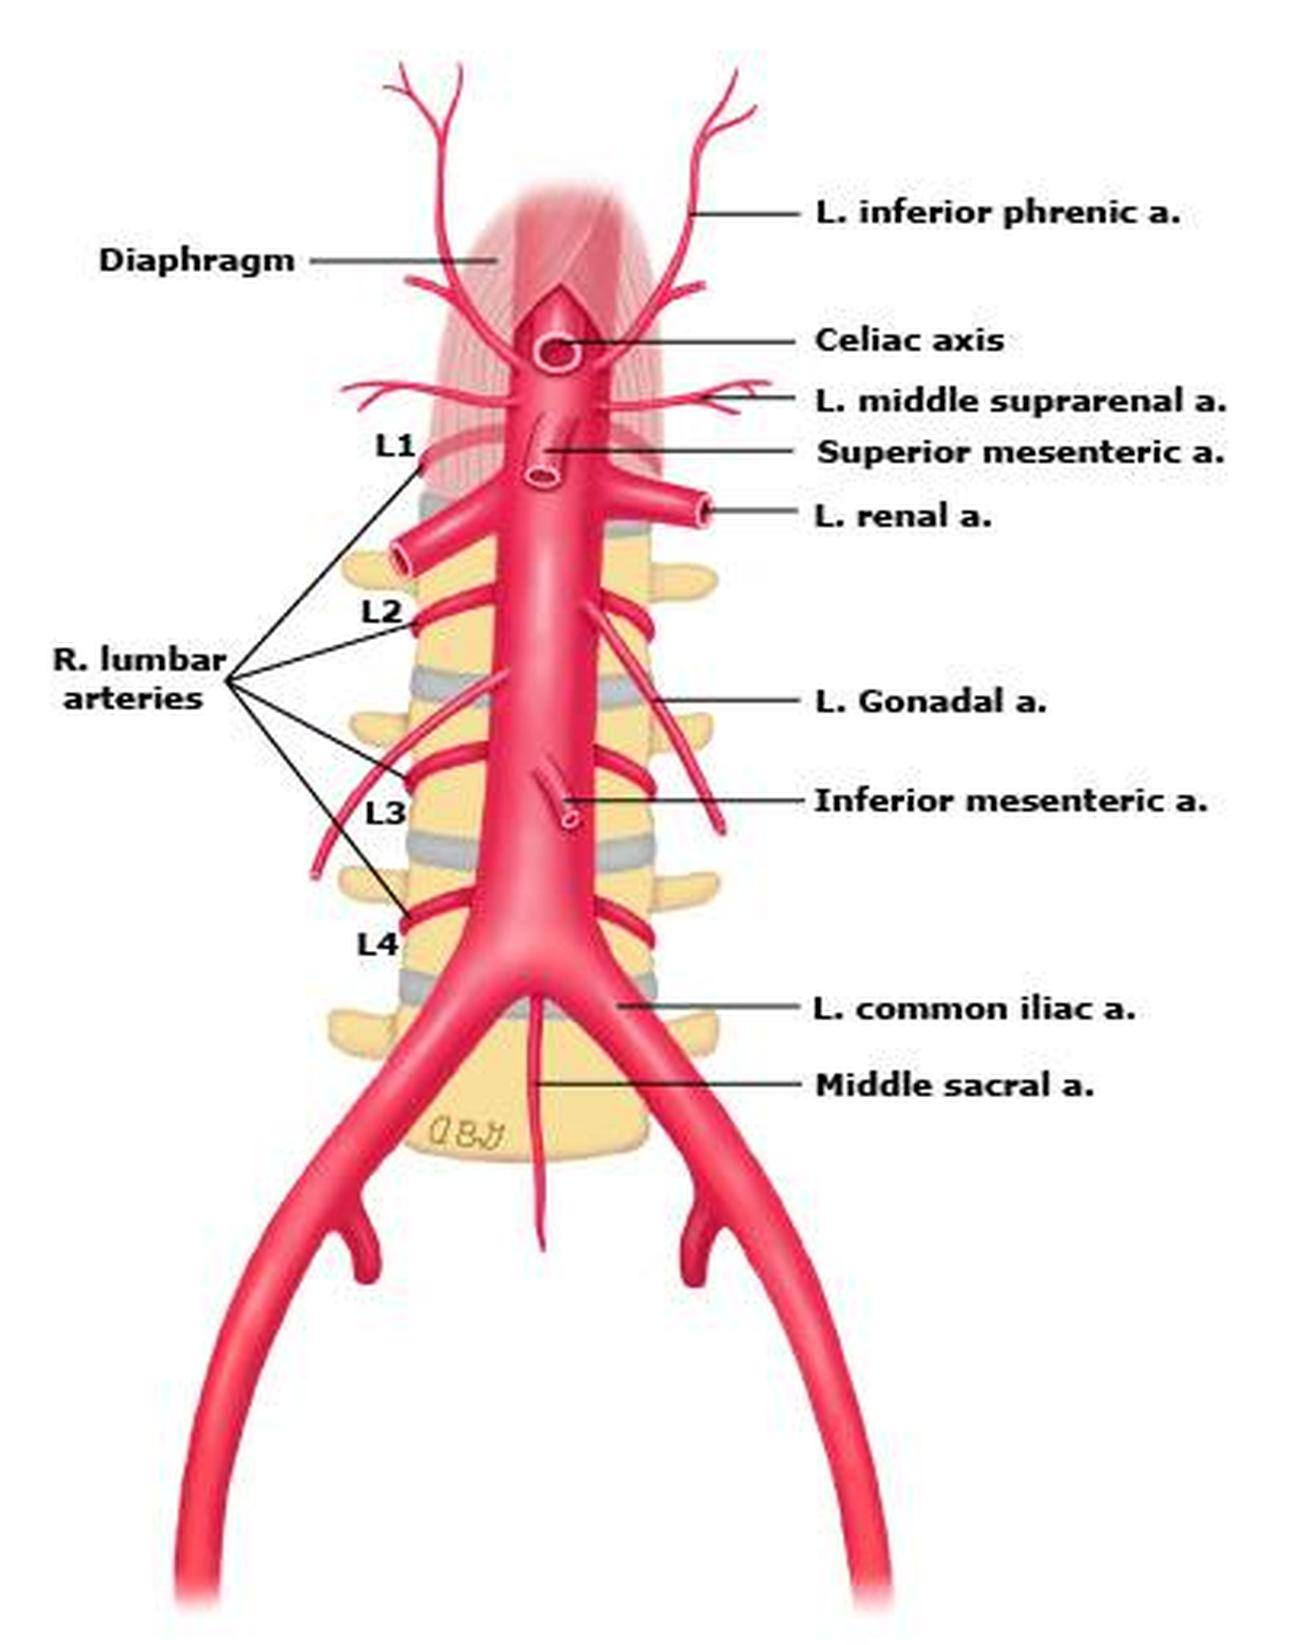 L. inferior phrenic a.
Diaphragm
Celiac axis
L. middle suprarenal a.
L1
Superior mesenteric a.
L. renal a.
L2
R. lumbar
arteries
L. Gonadal a.
Inferior mesenteric a.
L3
L4
L. common iliac a.
Middle sacral a.